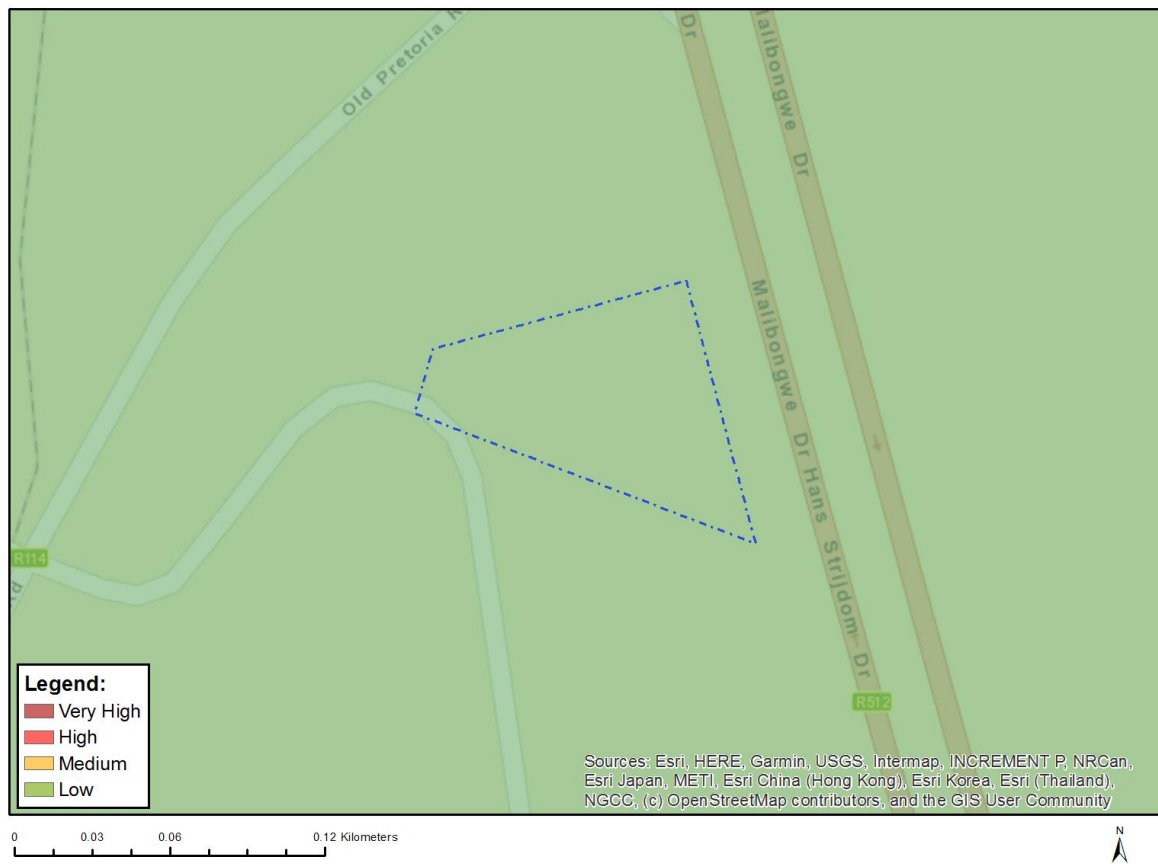 Old Pretoria R
Dr
Malibongwe Dr
Malibongwe Dr Hans Strijdom Dr
R114
Rd
R512
Legend:
Very High
High
Medium
Low
Sources: Esri, HERE, Garmin, USGS, Intermap, INCREMENT P, NRCan,
Esri Japan, METI, Esri China (Hong Kong), Esri Korea, Esri (Thailand),
NGCC, (c) OpenStreetMap contributors, and the GIS User Community
0 0.03 0.06 0.12 Kilometers
N